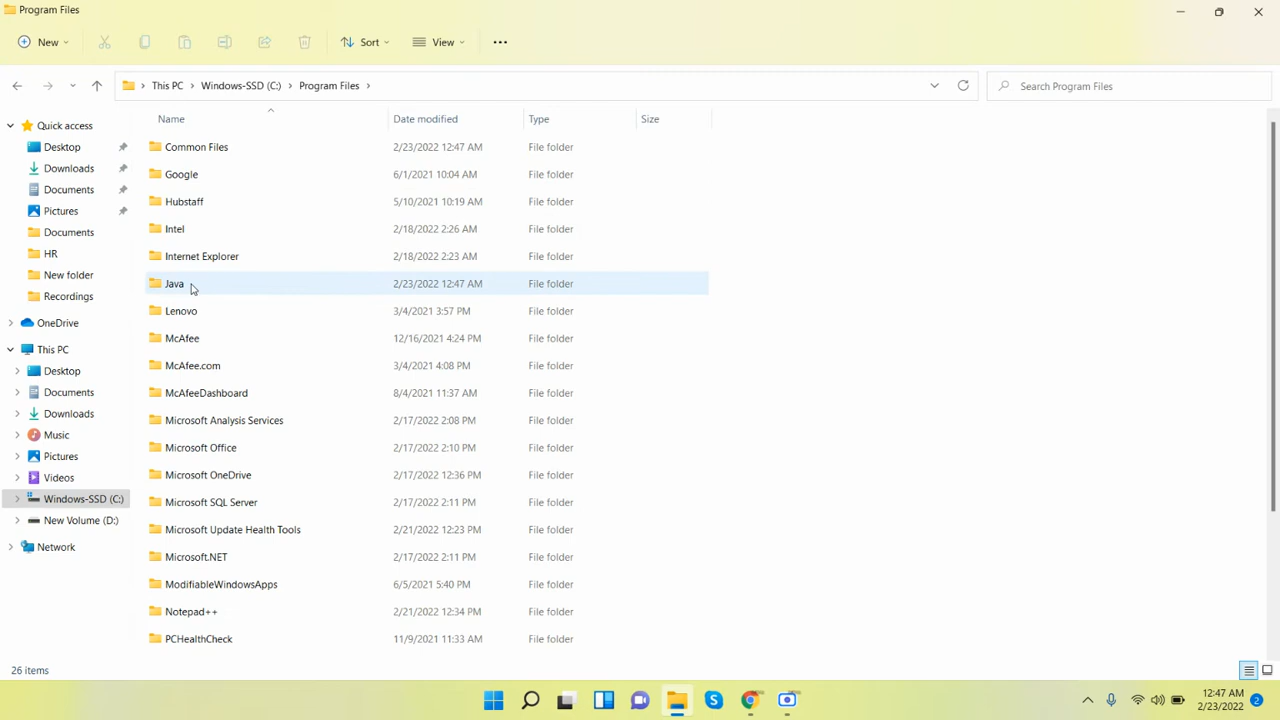 Program Files
New
Sort
View
This PC > Windows-SSD (C:) > Program Files >
Search Program Files
Name Date modified Type Size
Quick access
Desktop
Downloads
Documents
Pictures
Documents
HR
New folder
Recordings
OneDrive
This PC
Desktop
Documents
Downloads
Music
Pictures
Videos
Windows-SSD (C:)
New Volume (D:)
Network
Common Files 2/23/2022 12:47 AM File folder
Google 6/1/2021 10:04 AM File folder
Hubstaff 5/10/2021 10:19 AM File folder
Intel 2/18/2022 2:26 AM File folder
Internet Explorer 2/18/2022 2:23 AM File folder
Java 2/23/2022 12:47 AM File folder
Lenovo 3/4/2021 3:57 PM File folder
McAfee 12/16/2021 4:24 PM File folder
McAfee.com 3/4/2021 4:08 PM File folder
McAfeeDashboard 8/4/2021 11:37 AM File folder
Microsoft Analysis Services 2/17/2022 2:08 PM File folder
Microsoft Office 2/17/2022 2:10 PM File folder
Microsoft OneDrive 2/17/2022 12:36 PM File folder
Microsoft SQL Server 2/17/2022 2:11 PM File folder
Microsoft Update Health Tools 2/21/2022 12:23 PM File folder
Microsoft.NET 2/17/2022 2:11 PM File folder
ModifiableWindowsApps 6/5/2021 5:40 PM File folder
Notepad++ 2/21/2022 12:34 PM File folder
PCHealthCheck 11/9/2021 11:33 AM File folder
26 items
12:47 AM
2/23/2022
2